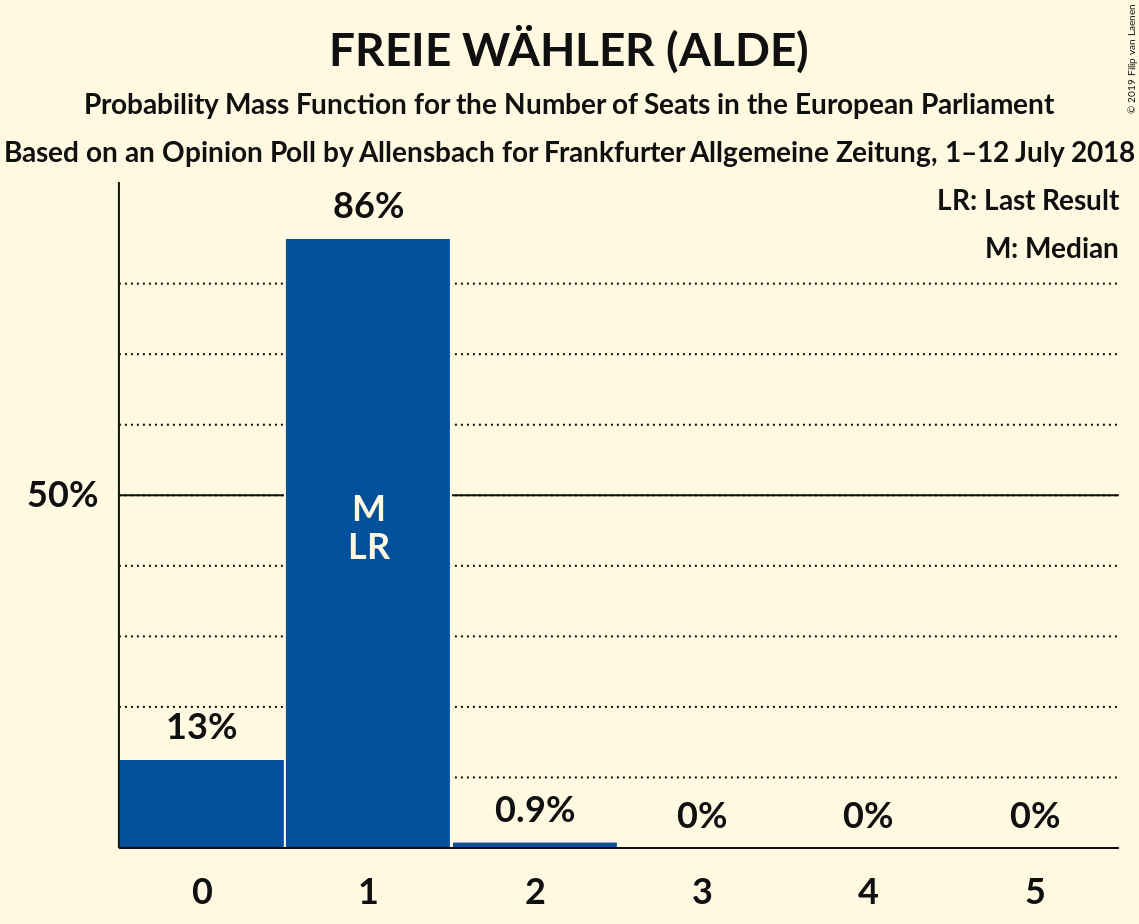 FREIE WÄHLER (ALDE)
Probability Mass Function for the Number of Seats in the European Parliament
Based on an Opinion Poll by Allensbach for Frankfurter Allgemeine Zeitung, 1–12 July 2018
© 2019 Filip van Laenen
LR: Last Result
M: Median
86%
50%
M
LR
13%
0.9%
0%
0%
0%
0
1
2
3
4
5